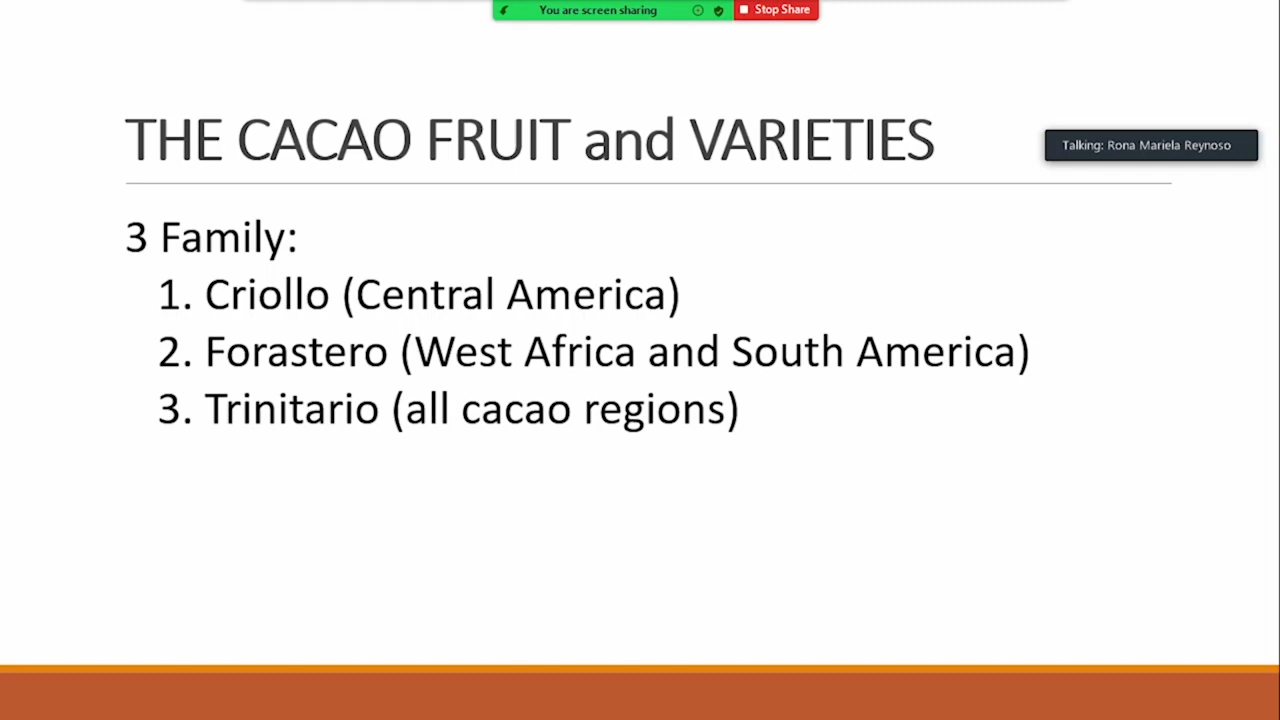 You are screen sharing
Stop Share
THE CACAO FRUIT and VARIETIES
Talking: Rona Mariela Reynoso
3 Family:
1. Criollo (Central America)
2. Forastero (West Africa and South America)
3. Trinitario (all cacao regions)